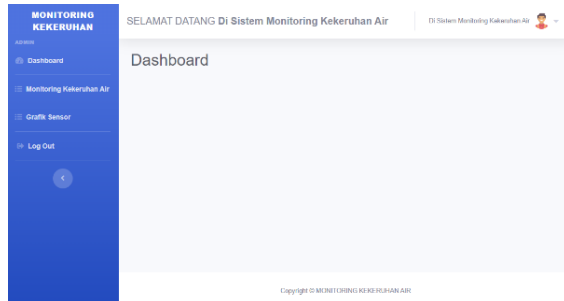 MONITORING
KEKERUHAN
ADMIN
Dashboard
Monitoring Kekeruhan Air
Grafik Sensor
Log Out
SELAMAT DATANG Di Sistem Monitoring Kekeruhan Air
Di Sistem Monitoring Kekeruhan Air
Dashboard
Copyright © MONITORING KEKERUHAN AIR